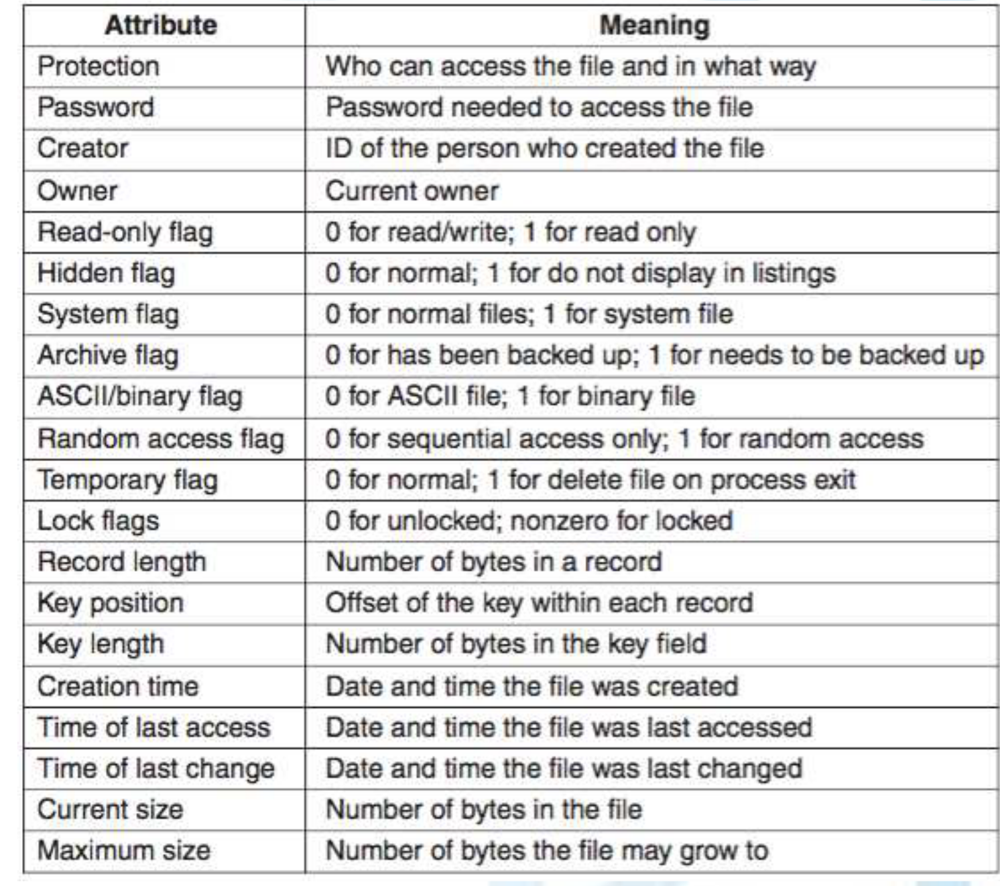 Attribute Meaning
Protection Who can access the file and in what way
Password Password needed to access the file
Creator ID of the person who created the file
Owner Current owner
Read-only flag 0 for read/write; 1 for read only
Hidden flag 0 for normal; 1 for do not display in listings
System flag 0 for normal files; 1 for system file
Archive flag 0 for has been backed up; 1 for needs to be backed up
ASCII/binary flag 0 for ASCII file; 1 for binary file
Random access flag 0 for sequential access only; 1 for random access
Temporary flag 0 for normal; 1 for delete file on process exit
Lock flags 0 for unlocked; nonzero for locked
Record length Number of bytes in a record
Key position Offset of the key within each record
Key length Number of bytes in the key field
Creation time Date and time the file was created
Time of last access Date and time the file was last accessed
Time of last change Date and time the file was last changed
Current size Number of bytes in the file
Maximum size Number of bytes the file may grow to